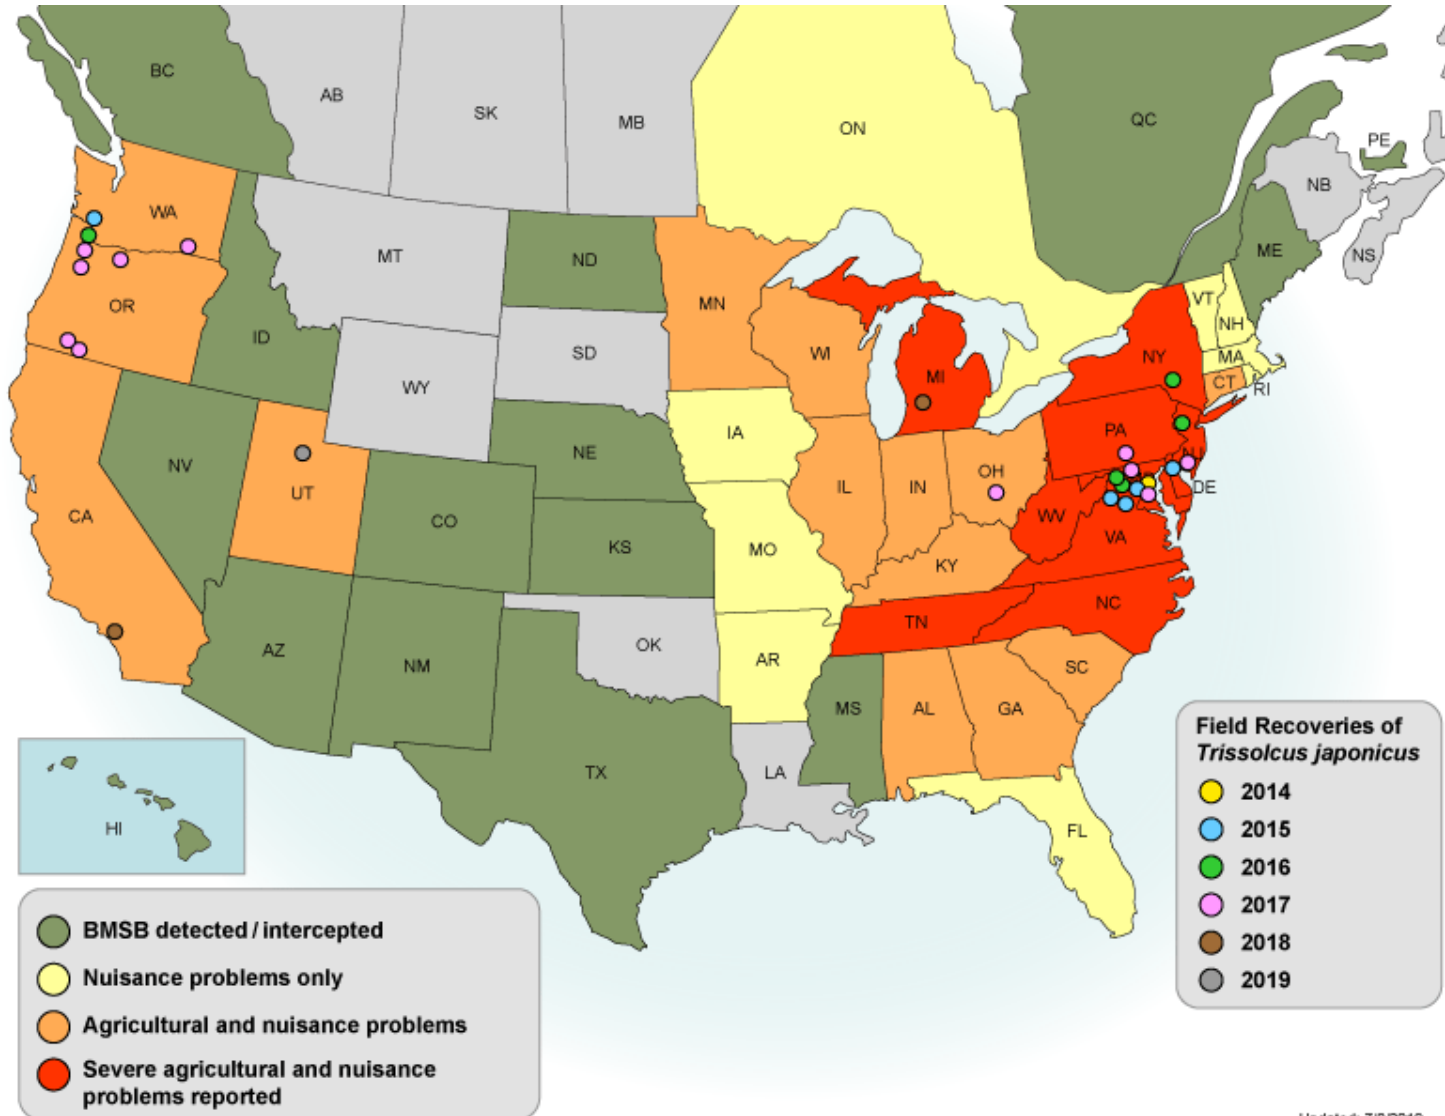 BC
AB
SK
MB
ON
QC
PE
NB
NS
ME
WA
MT
ND
MN
VT
NH
OR
ID
SD
WI
NY
MA
WY
MI
CT
RI
IA
PA
NV
NE
OH
NJ
UT
IL
IN
DE
CA
CO
WV
KS
MO
VA
KY
NC
TN
AZ
OK
AR
NM
SC
MS
AL
GA
TX
LA
FL
HI
Field Recoveries of
Trissolcus japonicus
2014
2015
2016
2017
2018
2019
BMSB detected / intercepted
Nuisance problems only
Agricultural and nuisance problems
Severe agricultural and nuisance
problems reported